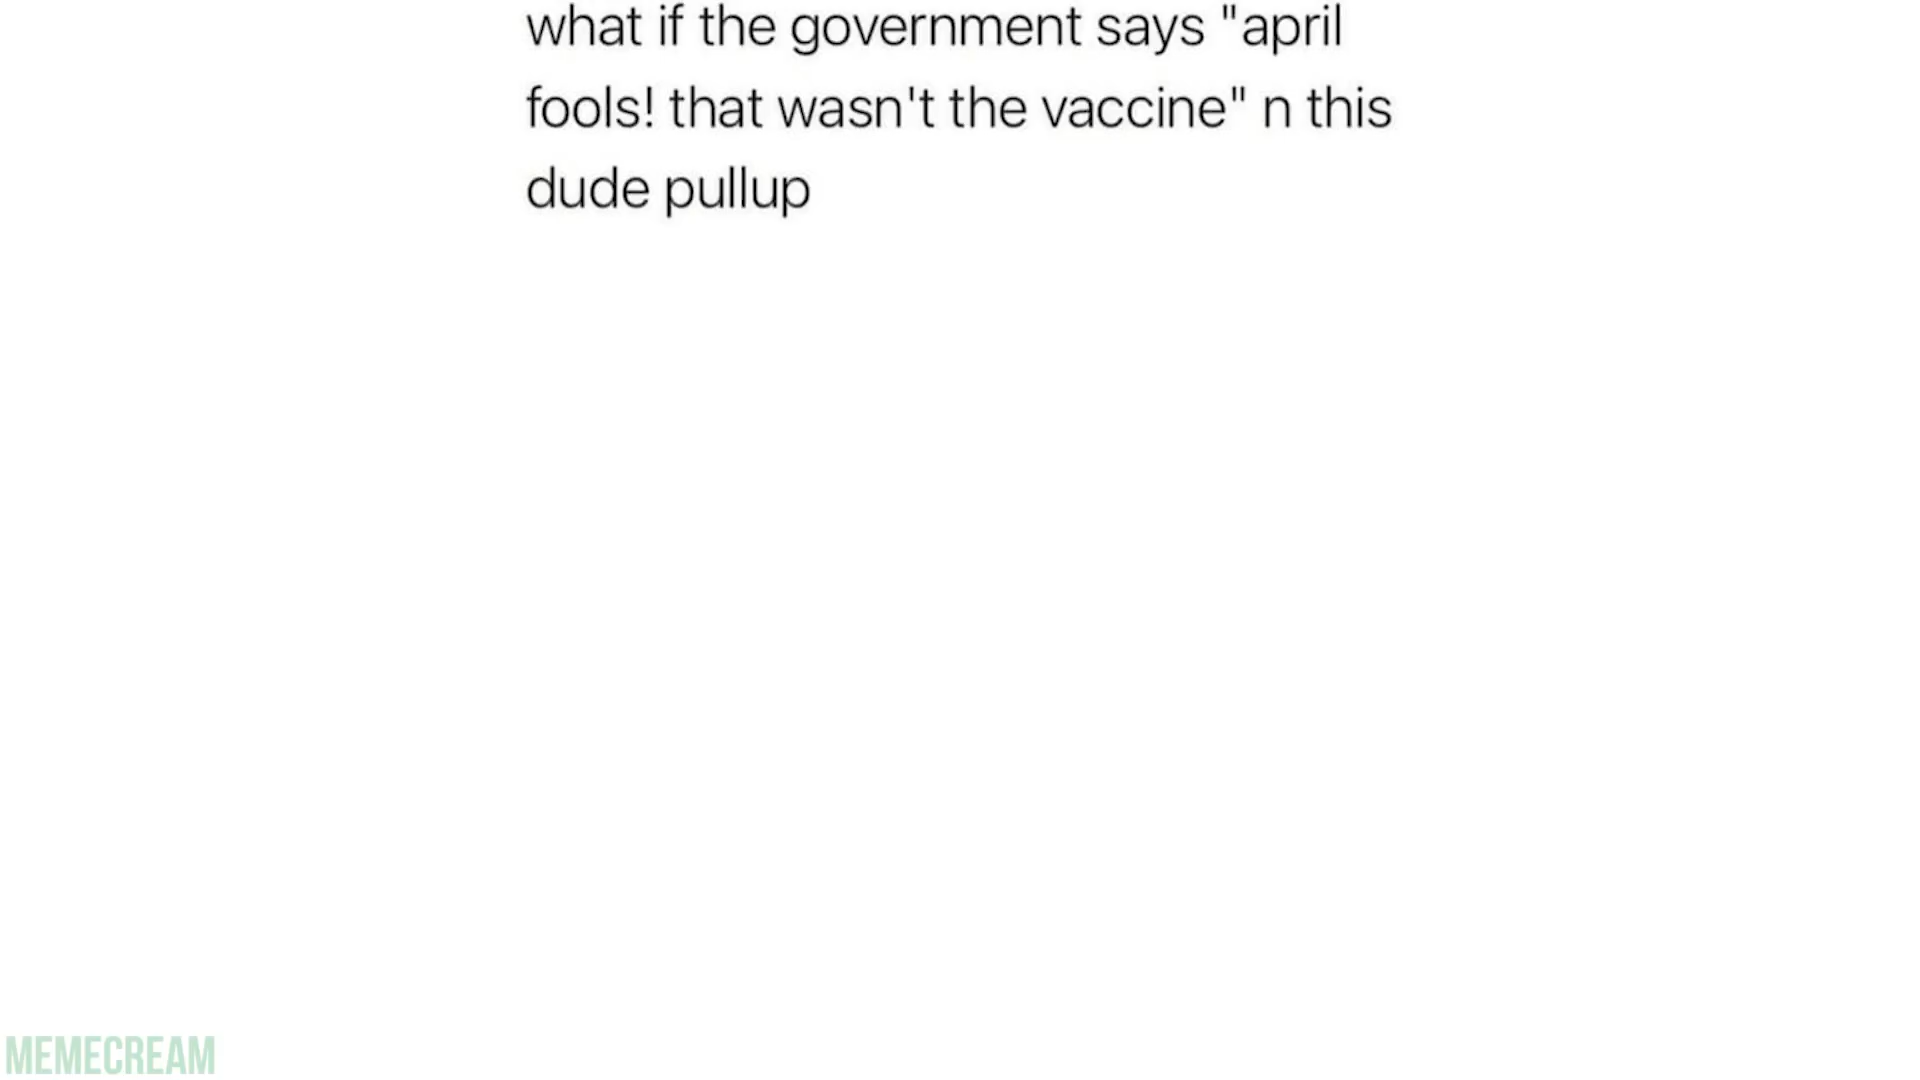 what if the government says "april
fools! that wasn't the vaccine" n this
dude pullup
MEMECREAM